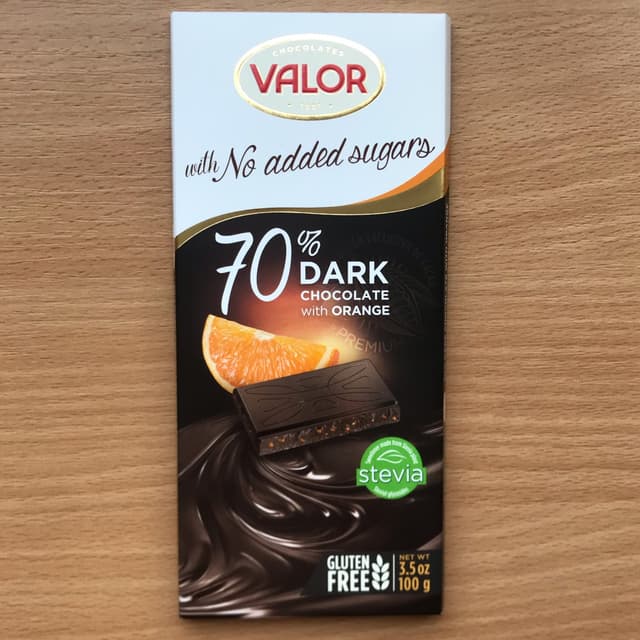 CHOCOLATES
VALOR
with No added sugars
70%
DARK
CHOCOLATE
with ORANGE
PREMIUM
stevia
GLUTEN
FREE
NET WT
3.5 oz
100 g